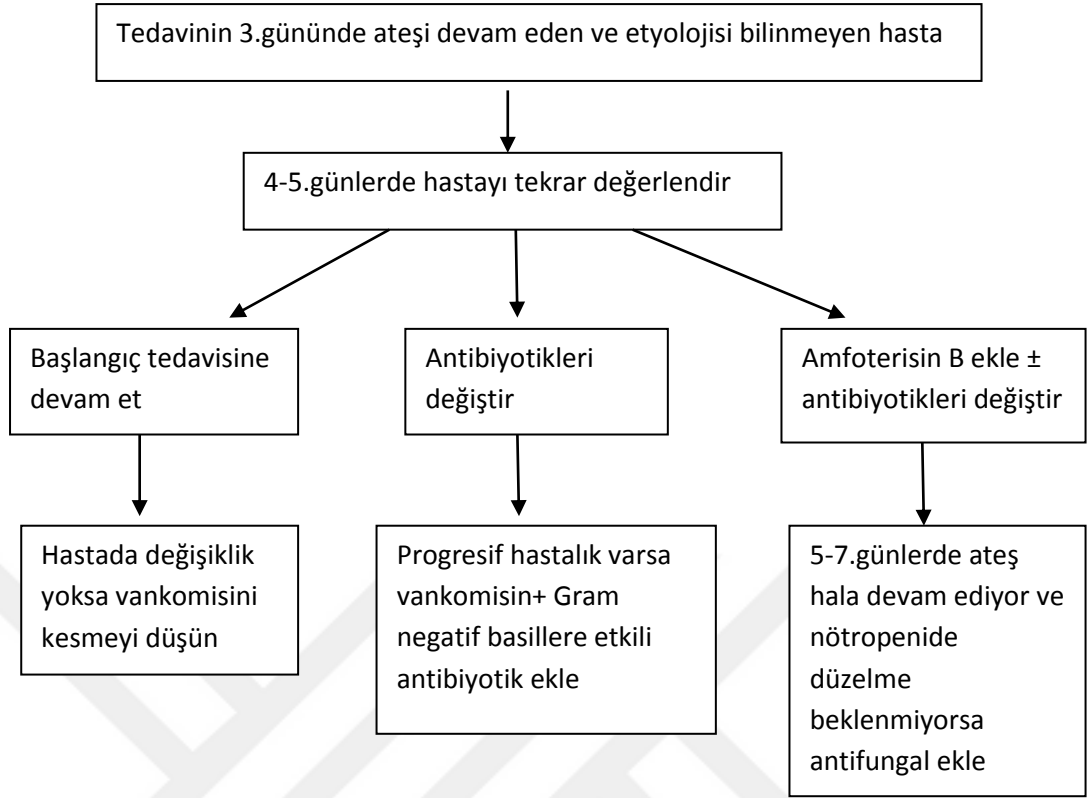 Tedavinin 3.gününde ateşi devam eden ve etyolojisi bilinmeyen hasta
4-5.günlerde hastayı tekrar değerlendir
Başlangıç tedavisine
devam et
Antibiyotikleri
değiştir
Amfoterisin B ekle ±
antibiyotikleri değiştir
Hastada değişiklik
yoksa vankomisini
kesmeyi düşün
Progresif hastalık varsa
vankomisin+ Gram
negatif basillere etkili
antibiyotik ekle
5-7.günlerde ateş
hala devam ediyor ve
nötropenide
düzelme
beklenmiyorsa
antifungal ekle